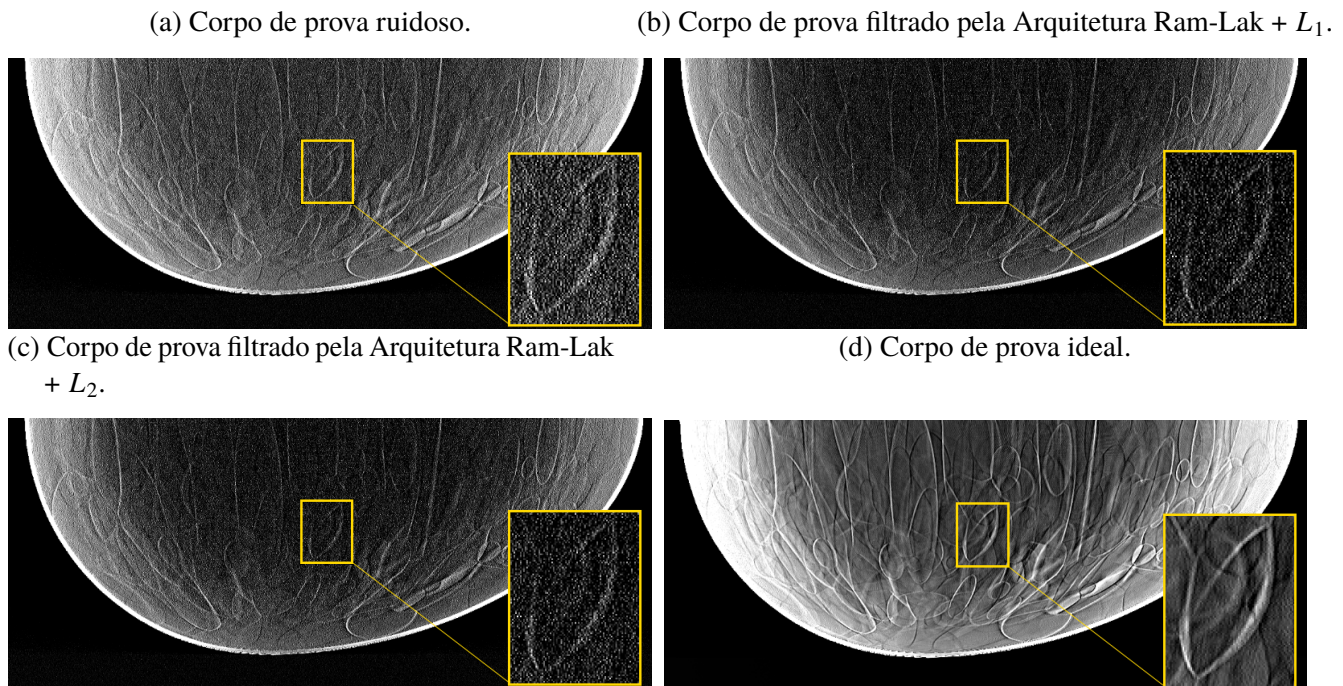 (a) Corpo de prova ruidoso.
(b) Corpo de prova filtrado pela Arquitetura Ram-Lak + L₁.
(c) Corpo de prova filtrado pela Arquitetura Ram-Lak
+ L₂.
(d) Corpo de prova ideal.